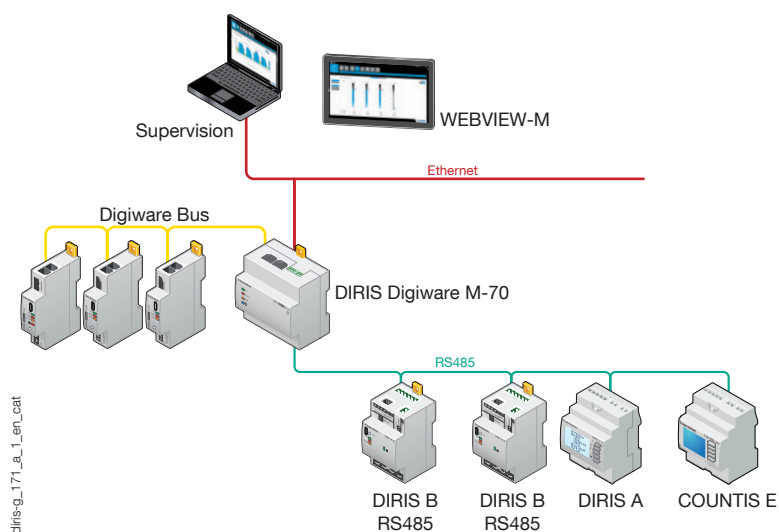 Supervision
WEBVIEW-M
Ethernet
Digiware Bus
DIRIS Digiware M-70
RS485
DIRIS B
RS485
DIRIS B
RS485
DIRIS A
COUNTIS E
diris-g_171_a_1_en_cat